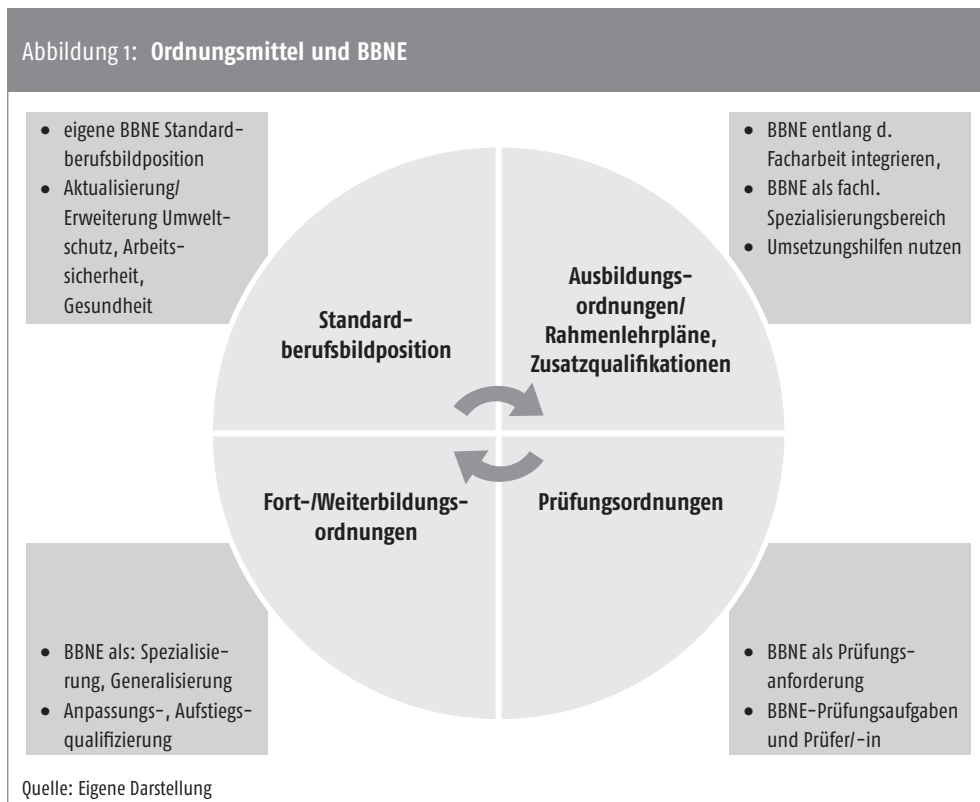 Abbildung 1: Ordnungsmittel und BBNE
• eigene BBNE Standard-
berufsbildposition
• Aktualisierung/
Erweiterung Umwelt-
schutz, Arbeits-
sicherheit,
Gesundheit
• BBNE entlang d.
Facharbeit integrieren,
• BBNE als fachl.
Spezialisierungsbereich
• Umsetzungshilfen nutzen
Standard-
berufsbildposition
Ausbildungs-
ordnungen/
Rahmenlehrpläne,
Zusatzqualifikationen
Fort-/Weiterbildungs-
ordnungen
Prüfungsordnungen
• BBNE als: Spezialisie-
rung, Generalisierung
• Anpassungs-, Aufstiegs-
qualifizierung
• BBNE als Prüfungs-
anforderung
• BBNE-Prüfungsaufgaben
und Prüfer/-in
Quelle: Eigene Darstellung